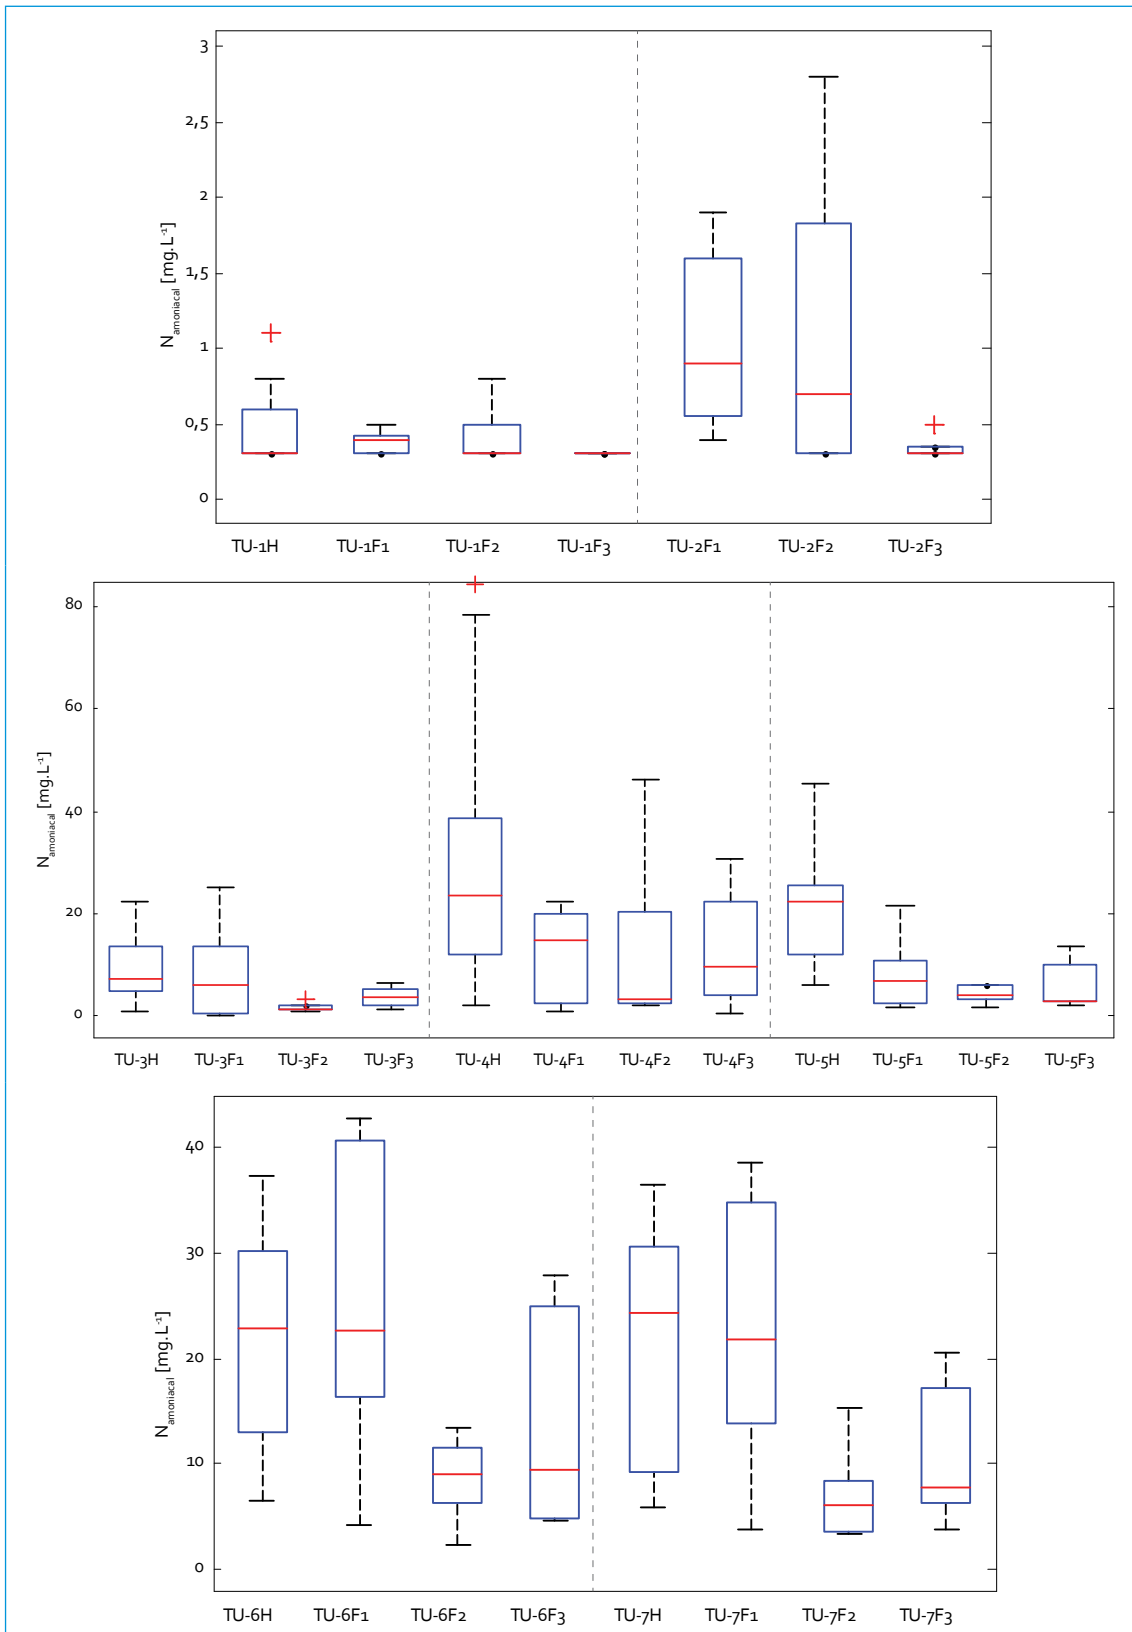 3
2,5
2
1,5
1
0,5
0
N amoniacal [mg.L-1]
TU-1H TU-1F1 TU-1F2 TU-1F3 TU-2F1 TU-2F2 TU-2F3
80
60
40
20
0
N amoniacal [mg.L-1]
TU-3H TU-3F1 TU-3F2 TU-3F3 TU-4H TU-4F1 TU-4F2 TU-4F3 TU-5H TU-5F1 TU-5F2 TU-5F3
40
30
20
10
0
N amoniacal [mg.L-1]
TU-6H TU-6F1 TU-6F2 TU-6F3 TU-7H TU-7F1 TU-7F2 TU-7F3